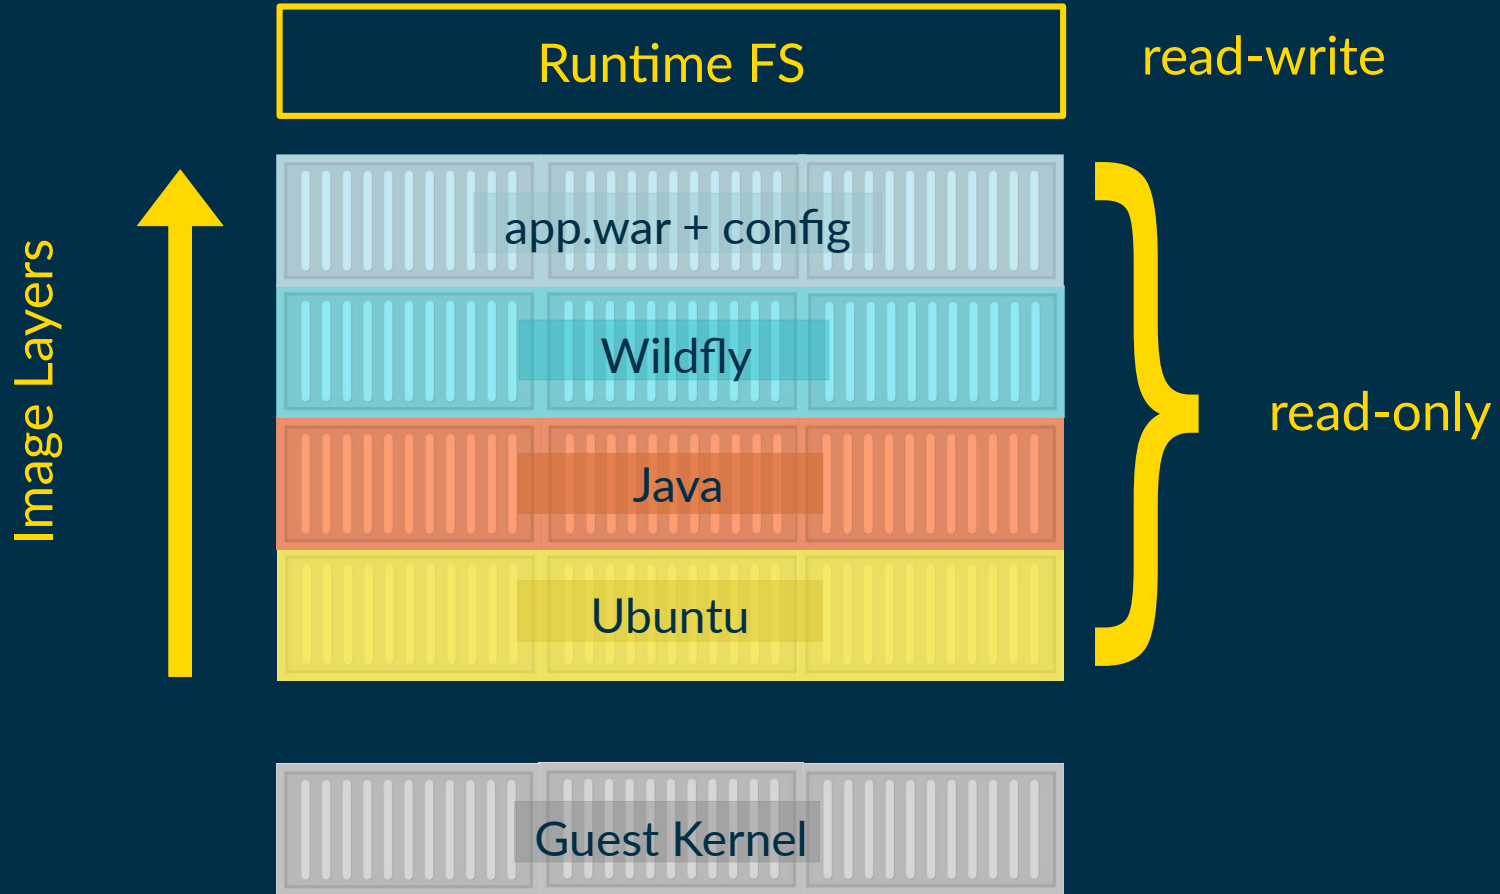 Runtime FS
read-write
Image Layers
app.war + config
Wildfly
Java
read-only
Ubuntu
Guest Kernel